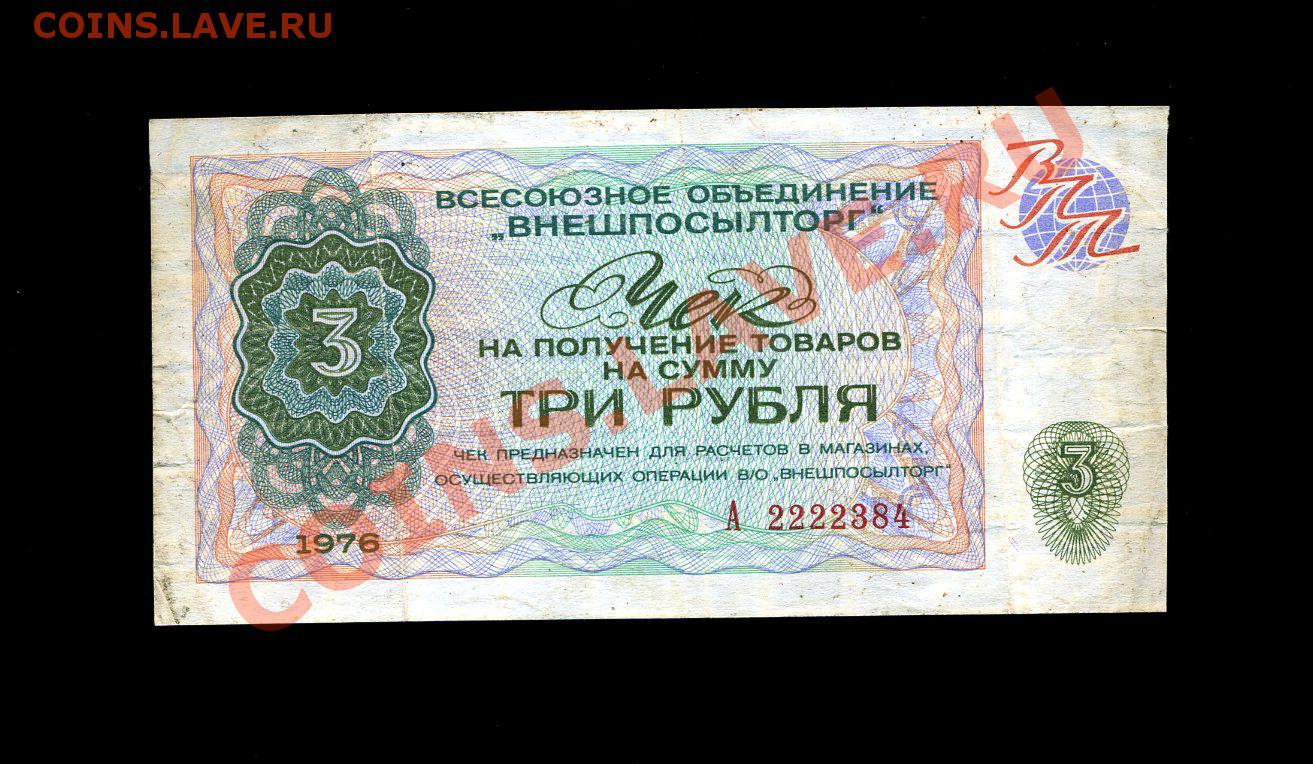 COINS.LAVE.RU
ВПТ
ВСЕСОЮЗНОЕ ОБЪЕДИНЕНИЕ
„ВНЕШПОСЫЛТОРГ“
Чек
НА ПОЛУЧЕНИЕ ТОВАРОВ
НА СУММУ
ТРИ РУБЛЯ
3
ЧЕК ПРЕДНАЗНАЧЕН ДЛЯ РАСЧЕТОВ В МАГАЗИНАХ,
ОСУЩЕСТВЛЯЮЩИХ ОПЕРАЦИИ В/О „ВНЕШПОСЫЛТОРГ“
3
А 2222384
1976
COINS.LAVE.RU